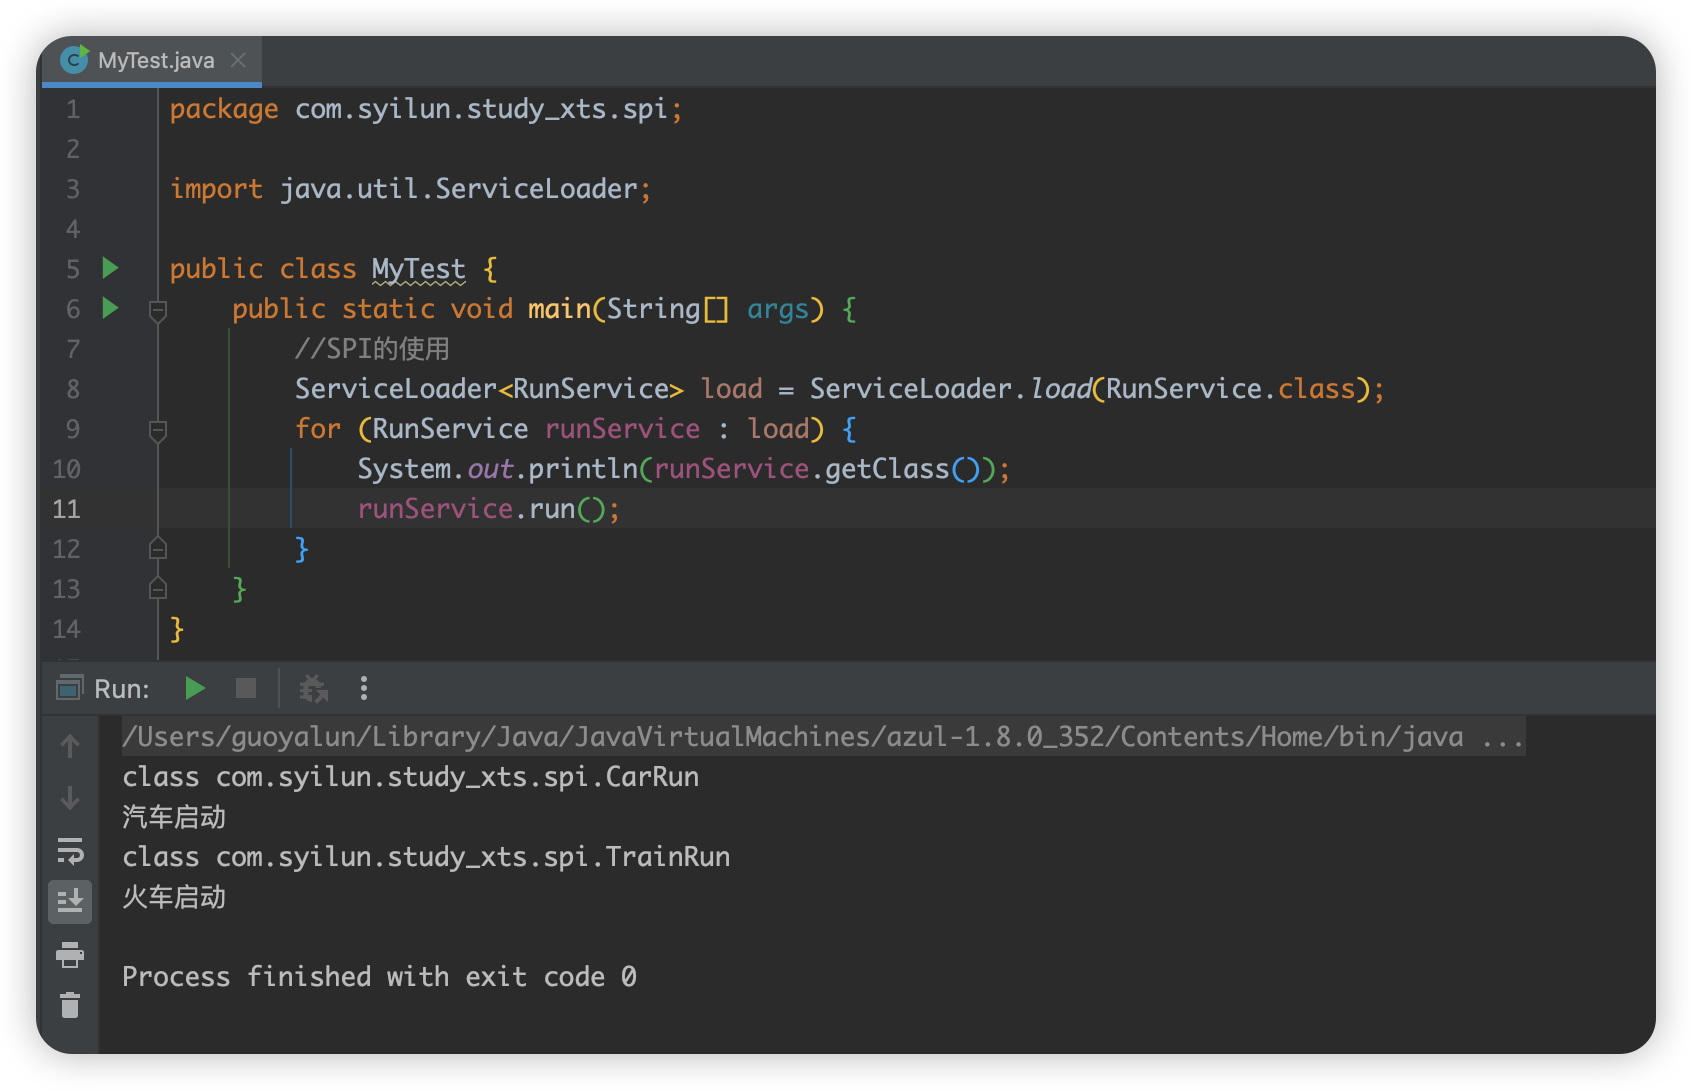 MyTest.java
1 package com.syilun.study_xts.spi;
2
3 import java.util.ServiceLoader;
4
5 public class MyTest {
6     public static void main(String[] args) {
7         //SPI的使用
8         ServiceLoader<RunService> load = ServiceLoader.load(RunService.class);
9         for (RunService runService : load) {
10             System.out.println(runService.getClass());
11             runService.run();
12         }
13     }
14 }
Run:
/Users/guoyalun/Library/Java/JavaVirtualMachines/azul-1.8.0_352/Contents/Home/bin/java ...
class com.syilun.study_xts.spi.CarRun
汽车启动
class com.syilun.study_xts.spi.TrainRun
火车启动
Process finished with exit code 0